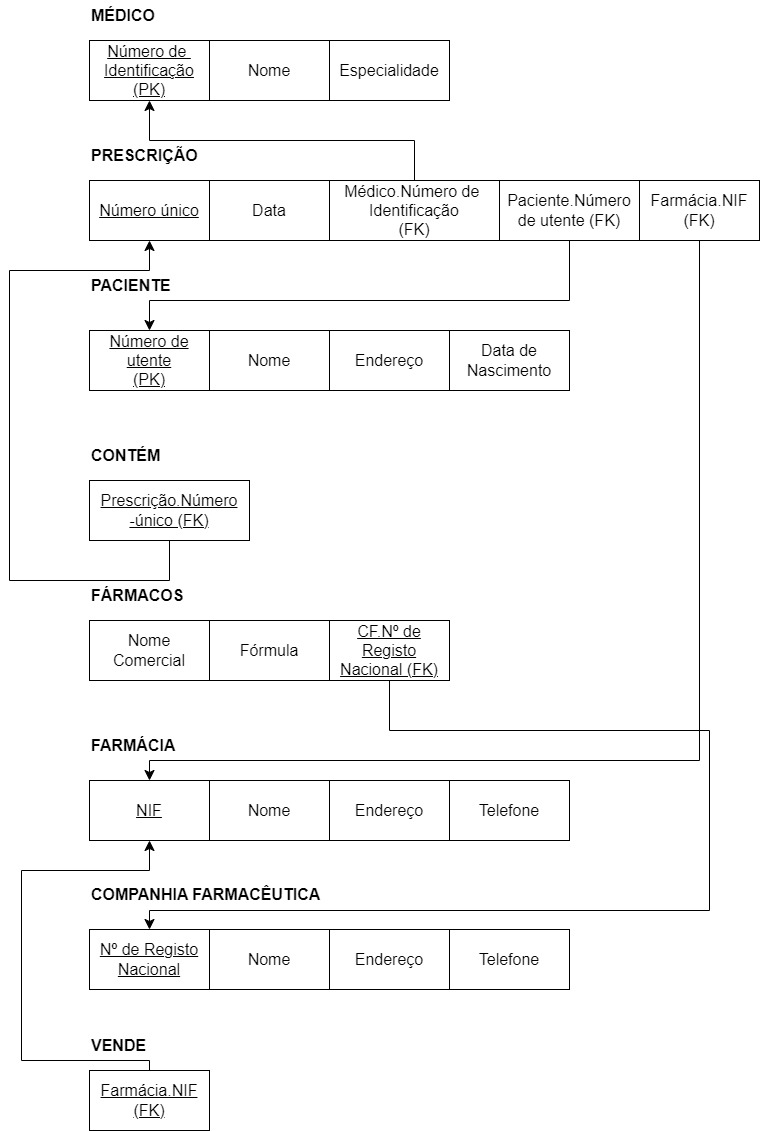 MÉDICO
Número de
Identificação
(PK)
Nome
Especialidade
PRESCRIÇÃO
Número único
Data
Médico.Número de
Identificação
(FK)
Paciente.Número
de utente (FK)
Farmácia.NIF
(FK)
PACIENTE
Número de
utente
(PK)
Nome
Endereço
Data de
Nascimento
CONTÉM
Prescrição.Número
-único (FK)
FÁRMACOS
Nome
Comercial
Fórmula
CF.Nº de
Registo
Nacional (FK)
FARMÁCIA
NIF
Nome
Endereço
Telefone
COMPANHIA FARMACÊUTICA
Nº de Registo
Nacional
Nome
Endereço
Telefone
VENDE
Farmácia.NIF
(FK)